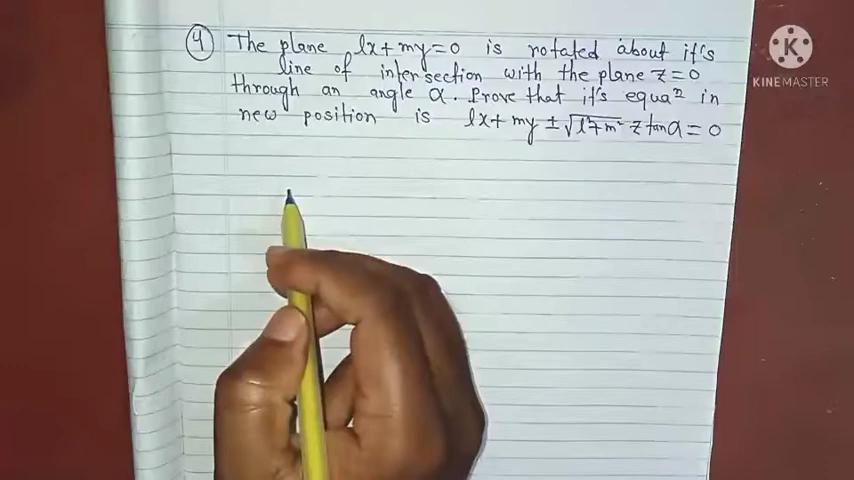 4 The plane lx+my=0 is rotated about it's
line of intersection with the plane z=0
through an angle α. Prove that it's equaⁿ in
new position is lx+my ± √l²+m² z tanα = 0
K
KINEMASTER